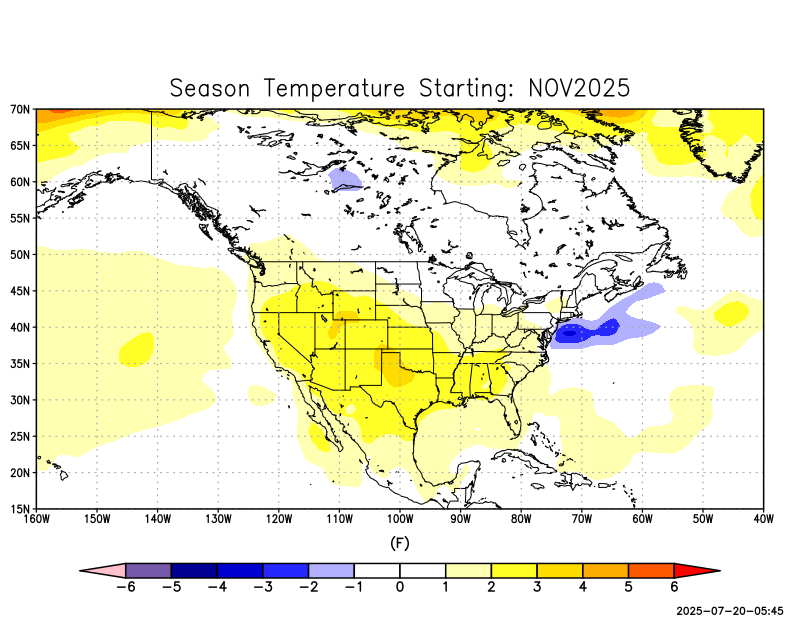 Season Temperature Starting: NOV2025
70N
65N
60N
55N
50N
45N
40N
35N
30N
25N
20N
15N
160W 150W 140W 130W 120W 110W 100W 90W 80W 70W 60W 50W 40W
(F)
−6 −5 −4 −3 −2 −1 0 1 2 3 4 5 6
2025-07-20-05:45